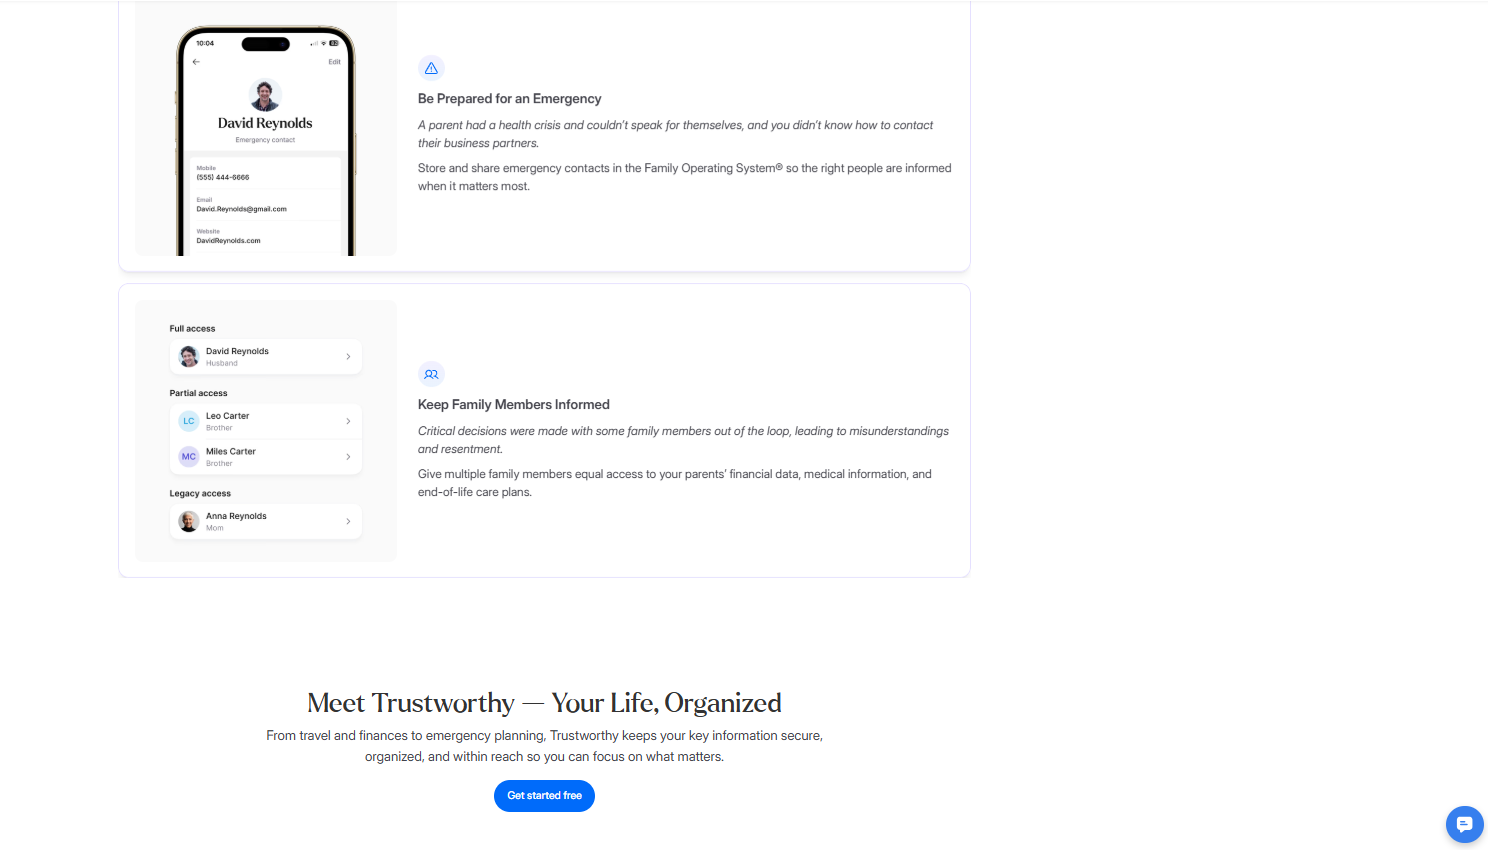 10:04
82
Edit
David Reynolds
Emergency contact
Mobile
(555) 444-6666
Email
David.Reynolds@gmail.com
Website
DavidReynolds.com
Be Prepared for an Emergency
A parent had a health crisis and couldn't speak for themselves, and you didn't know how to contact
their business partners.
Store and share emergency contacts in the Family Operating System® so the right people are informed
when it matters most.
Full access
David Reynolds
Husband
Partial access
LC
Leo Carter
Brother
MC
Miles Carter
Brother
Legacy access
Anna Reynolds
Mom
Keep Family Members Informed
Critical decisions were made with some family members out of the loop, leading to misunderstandings
and resentment.
Give multiple family members equal access to your parents' financial data, medical information, and
end-of-life care plans.
Meet Trustworthy — Your Life, Organized
From travel and finances to emergency planning, Trustworthy keeps your key information secure,
organized, and within reach so you can focus on what matters.
Get started free